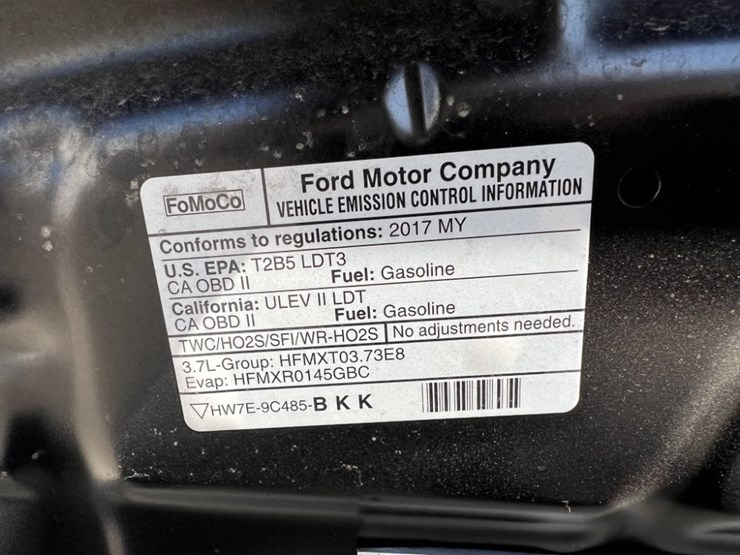 FoMoCo
Ford Motor Company
VEHICLE EMISSION CONTROL INFORMATION
Conforms to regulations: 2017 MY
U.S. EPA: T2B5 LDT3
CA OBD II Fuel: Gasoline
California: ULEV II LDT
CA OBD II Fuel: Gasoline
TWC/HO2S/SFI/WR-HO2S No adjustments needed.
3.7L-Group: HFMXT03.73E8
Evap: HFMXR0145GBC
HW7E-9C485-B K K